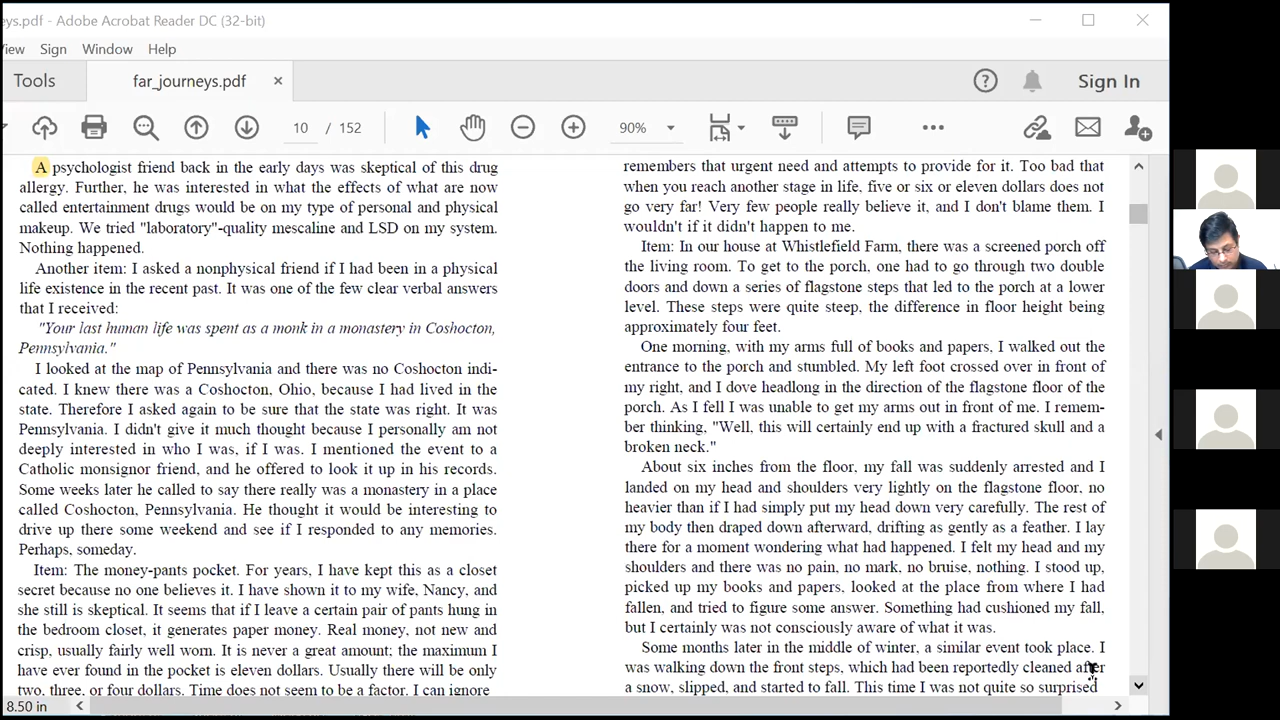 eys.pdf - Adobe Acrobat Reader DC (32-bit)
View Sign Window Help
Tools
far_journeys.pdf
Sign In
10 / 152
90%
A psychologist friend back in the early days was skeptical of this drug
allergy. Further, he was interested in what the effects of what are now
called entertainment drugs would be on my type of personal and physical
makeup. We tried "laboratory"-quality mescaline and LSD on my system.
Nothing happened.
Another item: I asked a nonphysical friend if I had been in a physical
life existence in the recent past. It was one of the few clear verbal answers
that I received:
"Your last human life was spent as a monk in a monastery in Coshocton,
Pennsylvania."
I looked at the map of Pennsylvania and there was no Coshocton indi-
cated. I knew there was a Coshocton, Ohio, because I had lived in the
state. Therefore I asked again to be sure that the state was right. It was
Pennsylvania. I didn't give it much thought because I personally am not
deeply interested in who I was, if I was. I mentioned the event to a
Catholic monsignor friend, and he offered to look it up in his records.
Some weeks later he called to say there really was a monastery in a place
called Coshocton, Pennsylvania. He thought it would be interesting to
drive up there some weekend and see if I responded to any memories.
Perhaps, someday.
Item: The money-pants pocket. For years, I have kept this as a closet
secret because no one believes it. I have shown it to my wife, Nancy, and
she still is skeptical. It seems that if I leave a certain pair of pants hung in
the bedroom closet, it generates paper money. Real money, not new and
crisp, usually fairly well worn. It is never a great amount; the maximum I
have ever found in the pocket is eleven dollars. Usually there will be only
two, three, or four dollars. Time does not seem to be a factor. I can ignore
remembers that urgent need and attempts to provide for it. Too bad that
when you reach another stage in life, five or six or eleven dollars does not
go very far! Very few people really believe it, and I don't blame them. I
wouldn't if it didn't happen to me.
Item: In our house at Whistlefield Farm, there was a screened porch off
the living room. To get to the porch, one had to go through two double
doors and down a series of flagstone steps that led to the porch at a lower
level. These steps were quite steep, the difference in floor height being
approximately four feet.
One morning, with my arms full of books and papers, I walked out the
entrance to the porch and stumbled. My left foot crossed over in front of
my right, and I dove headlong in the direction of the flagstone floor of the
porch. As I fell I was unable to get my arms out in front of me. I remem-
ber thinking, "Well, this will certainly end up with a fractured skull and a
broken neck."
About six inches from the floor, my fall was suddenly arrested and I
landed on my head and shoulders very lightly on the flagstone floor, no
heavier than if I had simply put my head down very carefully. The rest of
my body then draped down afterward, drifting as gently as a feather. I lay
there for a moment wondering what had happened. I felt my head and my
shoulders and there was no pain, no mark, no bruise, nothing. I stood up,
picked up my books and papers, looked at the place from where I had
fallen, and tried to figure some answer. Something had cushioned my fall,
but I certainly was not consciously aware of what it was.
Some months later in the middle of winter, a similar event took place. I
was walking down the front steps, which had been reportedly cleaned after
a snow, slipped, and started to fall. This time I was not quite so surprised
8.50 in